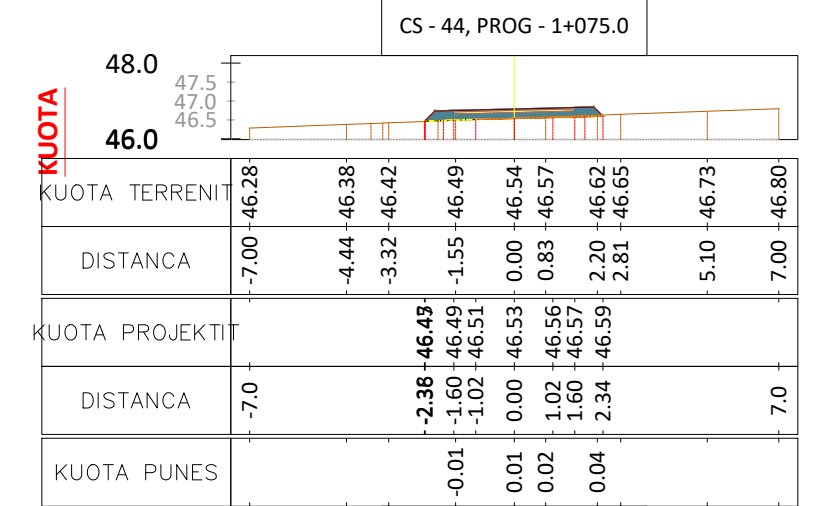 CS - 44, PROG - 1+075.0
KUOTA
48.0
47.5
47.0
46.5
46.0
KUOTA TERRENIT 46.28 46.38 46.42 46.49 46.54 46.57 46.62 46.65 46.73 46.80
DISTANCA -7.00 -4.44 -3.32 -1.55 0.00 0.83 2.20 2.81 5.10 7.00
KUOTA PROJEKTIT 46.49 46.51 46.53 46.56 46.57 46.59
DISTANCA -7.0 -2.38 -1.60 -1.02 0.00 1.02 1.60 2.34 7.0
KUOTA PUNES -0.01 0.01 0.02 0.04